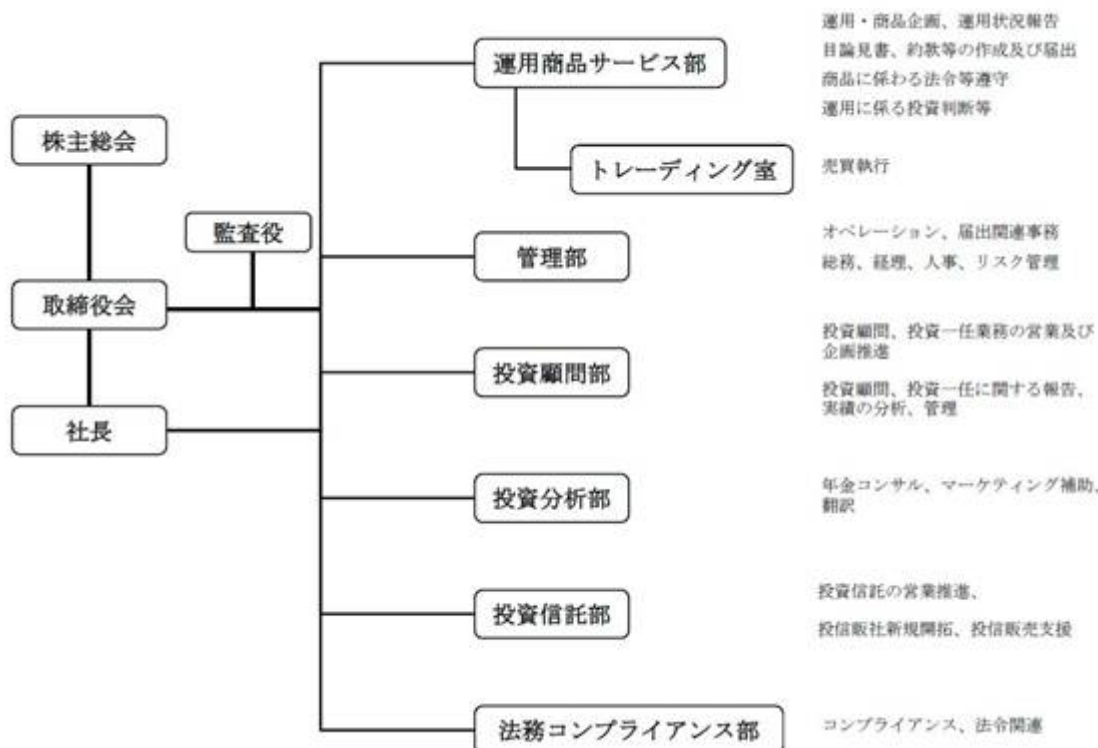 運用・商品企画、運用状況報告
運用商品サービス部
目論見書、約款等の作成及び届出
商品に係わる法令等遵守
運用に係る投資判断等
株主総会
トレーディング室
売買執行
監査役
オペレーション、届出関連事務
管理部
総務、経理、人事、リスク管理
取締役会
投資顧問、投資一任業務の営業及び
企画推進
投資顧問部
投資顧問、投資一任に関する報告、
実績の分析、管理
社長
投資分析部
年金コンサル、マーケティング補助、
翻訳
投資信託の営業推進、
投資信託部
投信販社新規開拓、投信販売支援
法務コンプライアンス部
コンプライアンス、法令関連